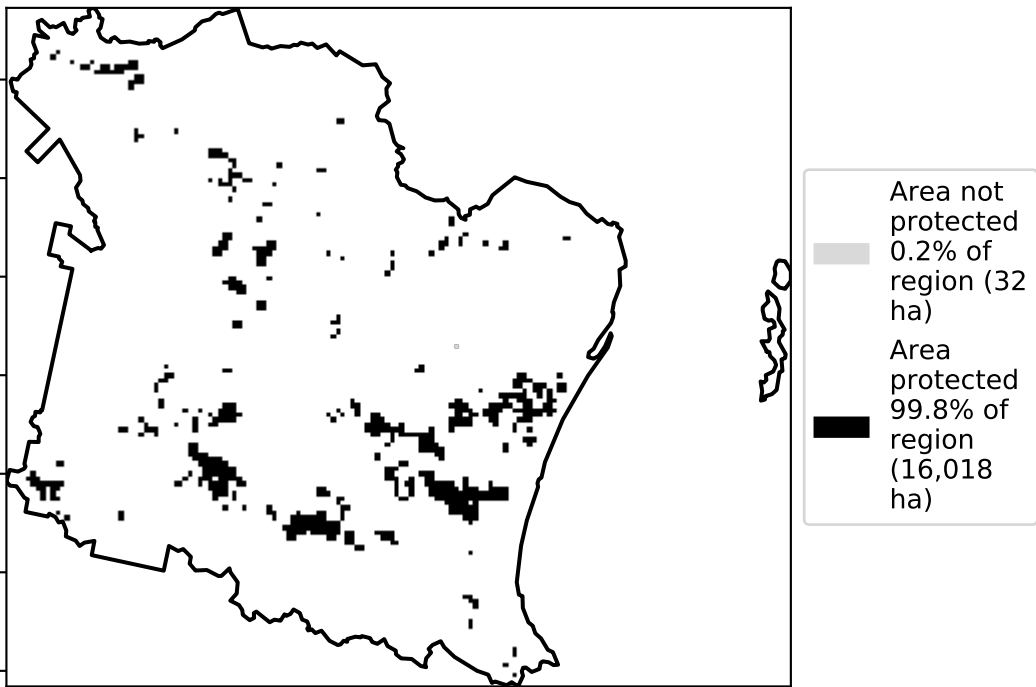 Area not
protected
0.2% of
region (32
ha)
Area
protected
99.8% of
region
(16,018
ha)